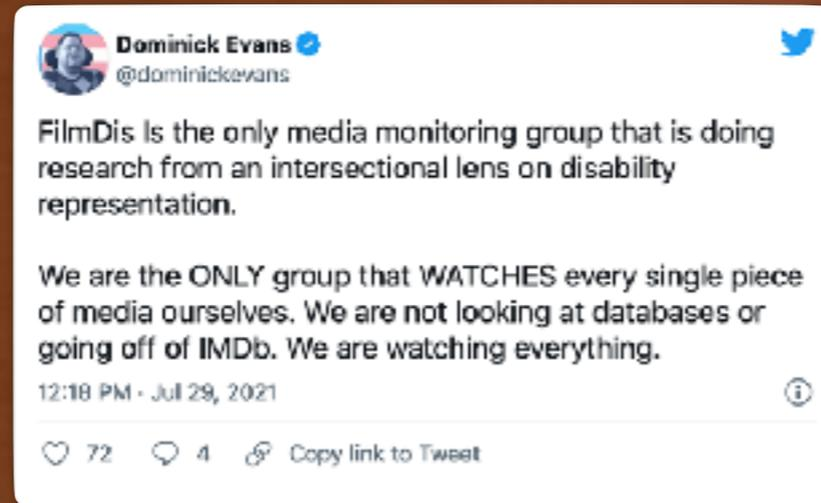 Dominick Evans
@dominickevans
FilmDis Is the only media monitoring group that is doing
research from an intersectional lens on disability
representation.
We are the ONLY group that WATCHES every single piece
of media ourselves. We are not looking at databases or
going off of IMDb. We are watching everything.
12:18 PM · Jul 29, 2021
72 4 Copy link to Tweet